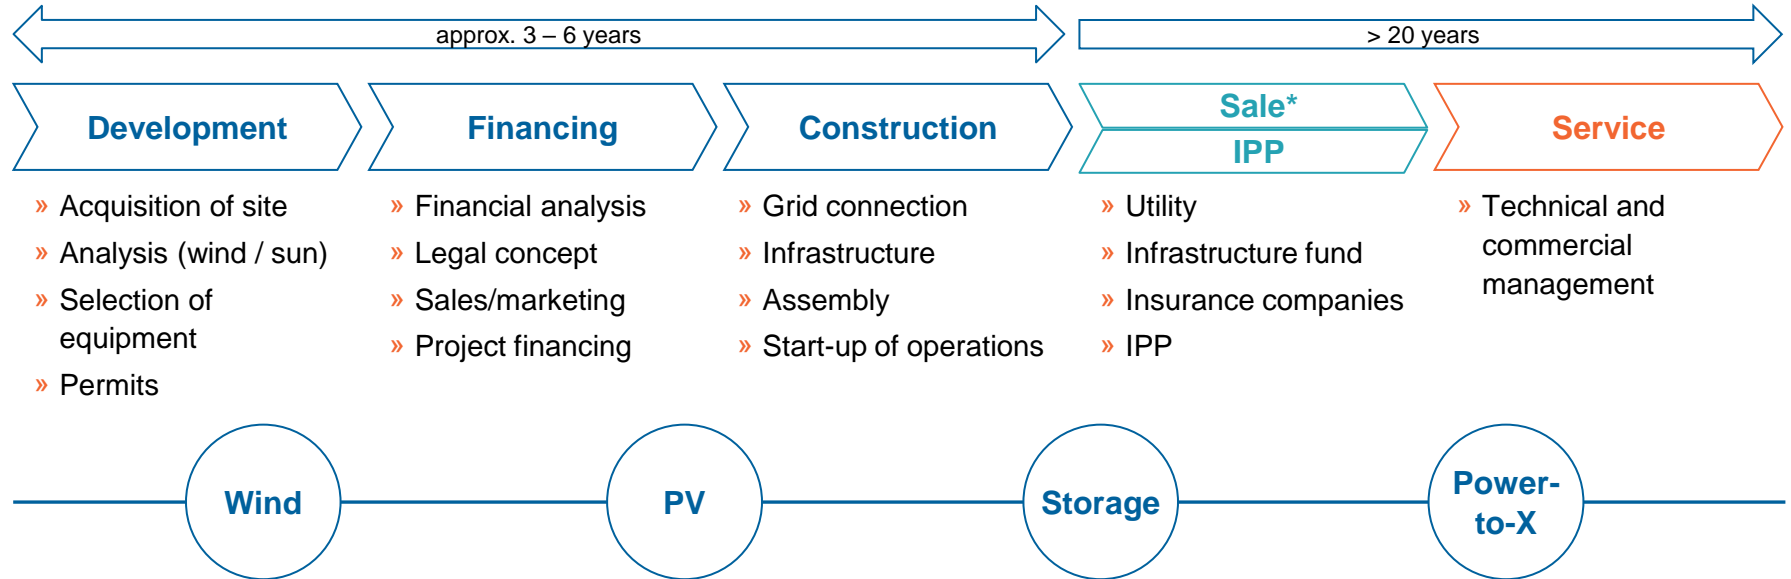 approx. 3 – 6 years
> 20 years
Development
Financing
Construction
Sale*
IPP
Service
» Acquisition of site
» Analysis (wind / sun)
» Selection of
equipment
» Permits
» Financial analysis
» Legal concept
» Sales/marketing
» Project financing
» Grid connection
» Infrastructure
» Assembly
» Start-up of operations
» Utility
» Infrastructure fund
» Insurance companies
» IPP
» Technical and
commercial
management
Wind
PV
Storage
Power-
to-X